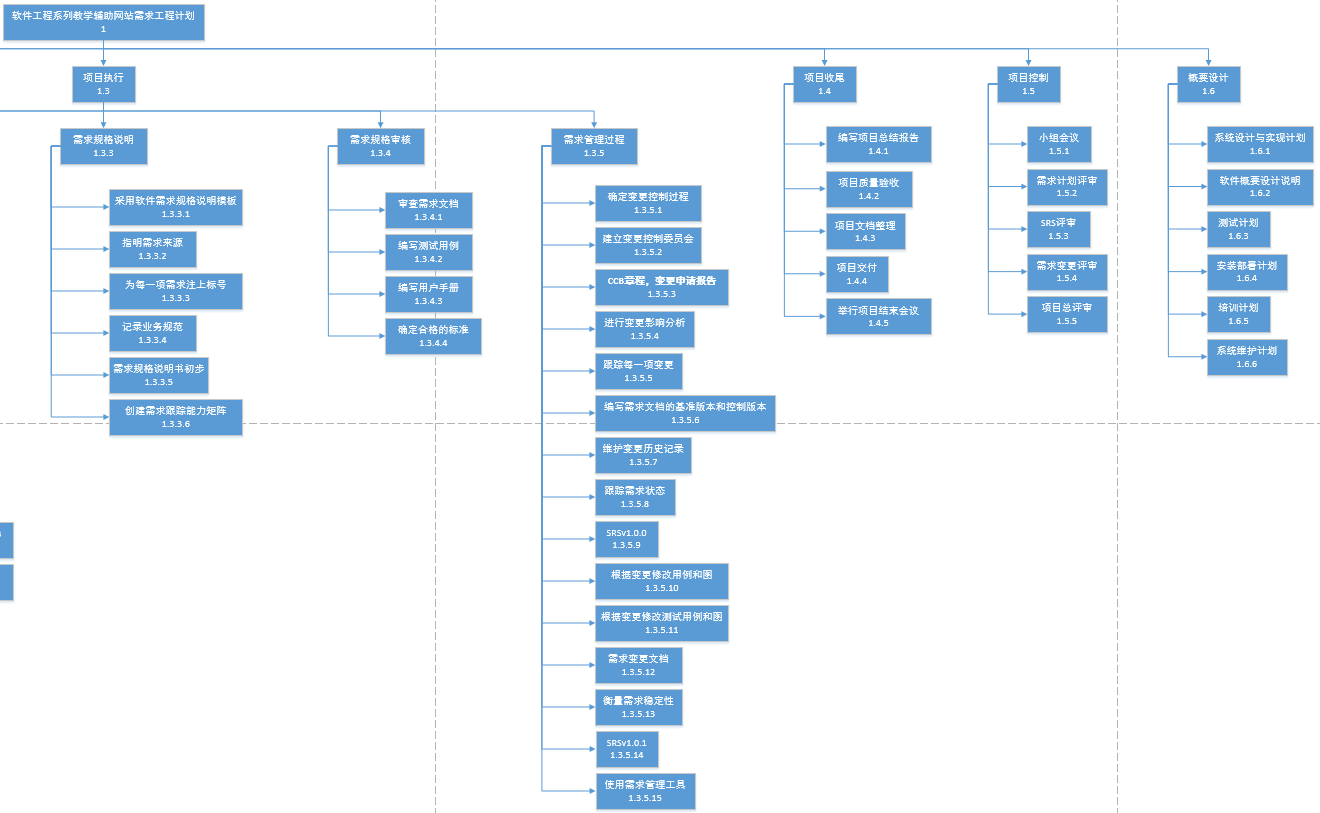 软件工程系列教学辅助网站需求工程计划
1
项目执行
1.3
项目收尾
1.4
项目控制
1.5
概要设计
1.6
需求规格说明
1.3.3
采用软件需求规格说明模板
1.3.3.1
指明需求来源
1.3.3.2
为每一项需求注上标号
1.3.3.3
记录业务规范
1.3.3.4
需求规格说明书初步
1.3.3.5
创建需求跟踪能力矩阵
1.3.3.6
需求规格审核
1.3.4
审查需求文档
1.3.4.1
编写测试用例
1.3.4.2
编写用户手册
1.3.4.3
确定合格的标准
1.3.4.4
需求管理过程
1.3.5
确定变更控制过程
1.3.5.1
建立变更控制委员会
1.3.5.2
CCB章程，变更申请报告
1.3.5.3
进行变更影响分析
1.3.5.4
跟踪每一项变更
1.3.5.5
编写需求文档的基准版本和控制版本
1.3.5.6
维护变更历史记录
1.3.5.7
跟踪需求状态
1.3.5.8
SRSv1.0.0
1.3.5.9
根据变更修改用例和图
1.3.5.10
根据变更修改测试用例和图
1.3.5.11
需求变更文档
1.3.5.12
衡量需求稳定性
1.3.5.13
SRSv1.0.1
1.3.5.14
使用需求管理工具
1.3.5.15
编写项目总结报告
1.4.1
项目质量验收
1.4.2
项目文档整理
1.4.3
项目交付
1.4.4
举行项目结束会议
1.4.5
小组会议
1.5.1
需求计划评审
1.5.2
SRS评审
1.5.3
需求变更评审
1.5.4
项目总评审
1.5.5
系统设计与实现计划
1.6.1
软件概要设计说明
1.6.2
测试计划
1.6.3
安装部署计划
1.6.4
培训计划
1.6.5
系统维护计划
1.6.6